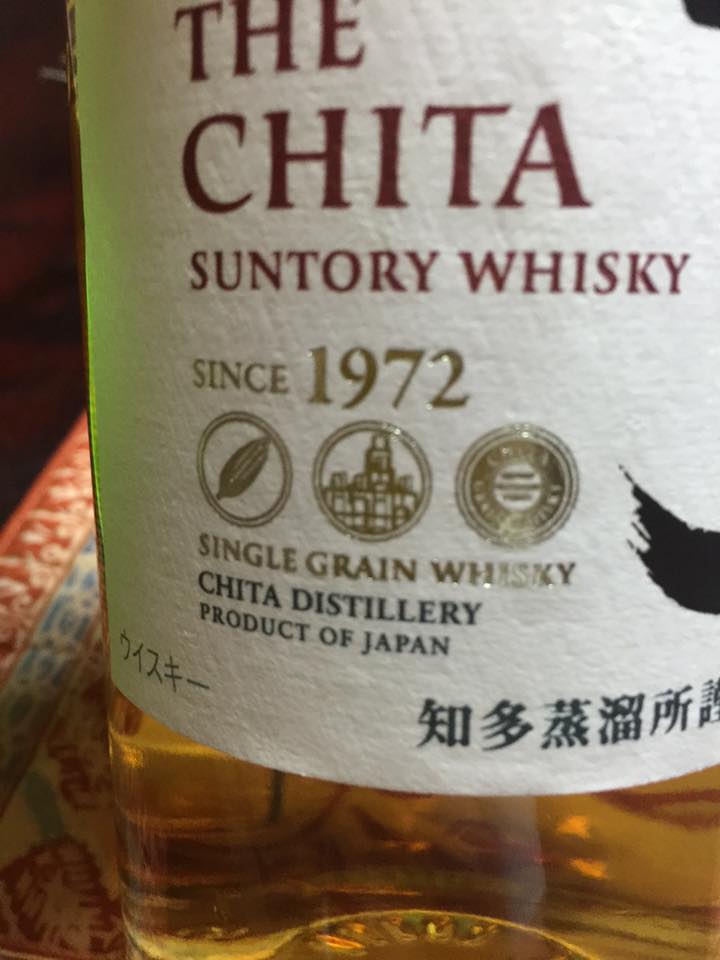 THE
CHITA
SUNTORY WHISKY
SINCE 1972
SINGLE GRAIN WHISKY
CHITA DISTILLERY
PRODUCT OF JAPAN
ウイスキー
知多蒸溜所謹